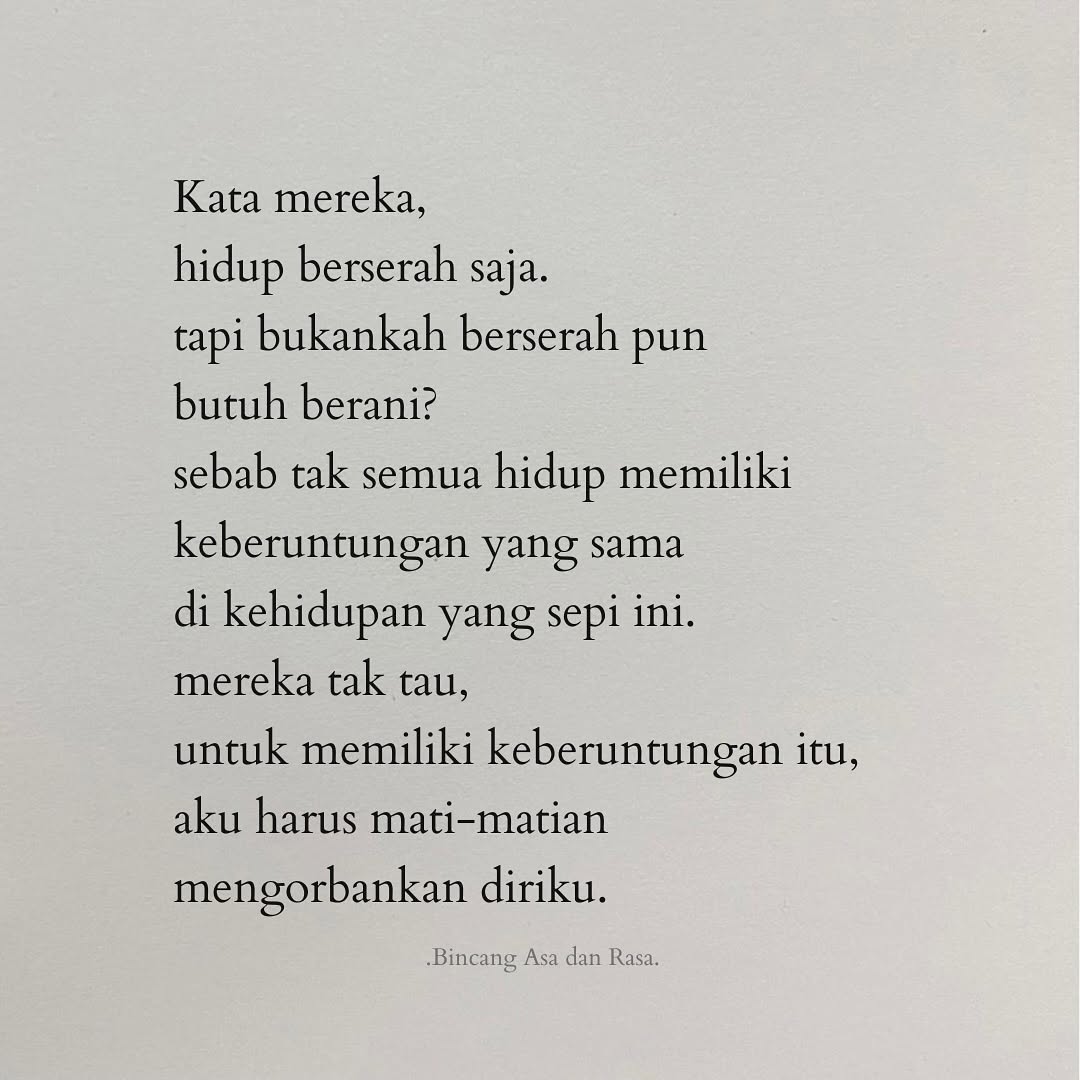 Kata mereka,
hidup berserah saja.
tapi bukankah berserah pun
butuh berani?
sebab tak semua hidup memiliki
keberuntungan yang sama
di kehidupan yang sepi ini.
mereka tak tau,
untuk memiliki keberuntungan itu,
aku harus mati-matian
mengorbankan diriku.
.Bincang Asa dan Rasa.